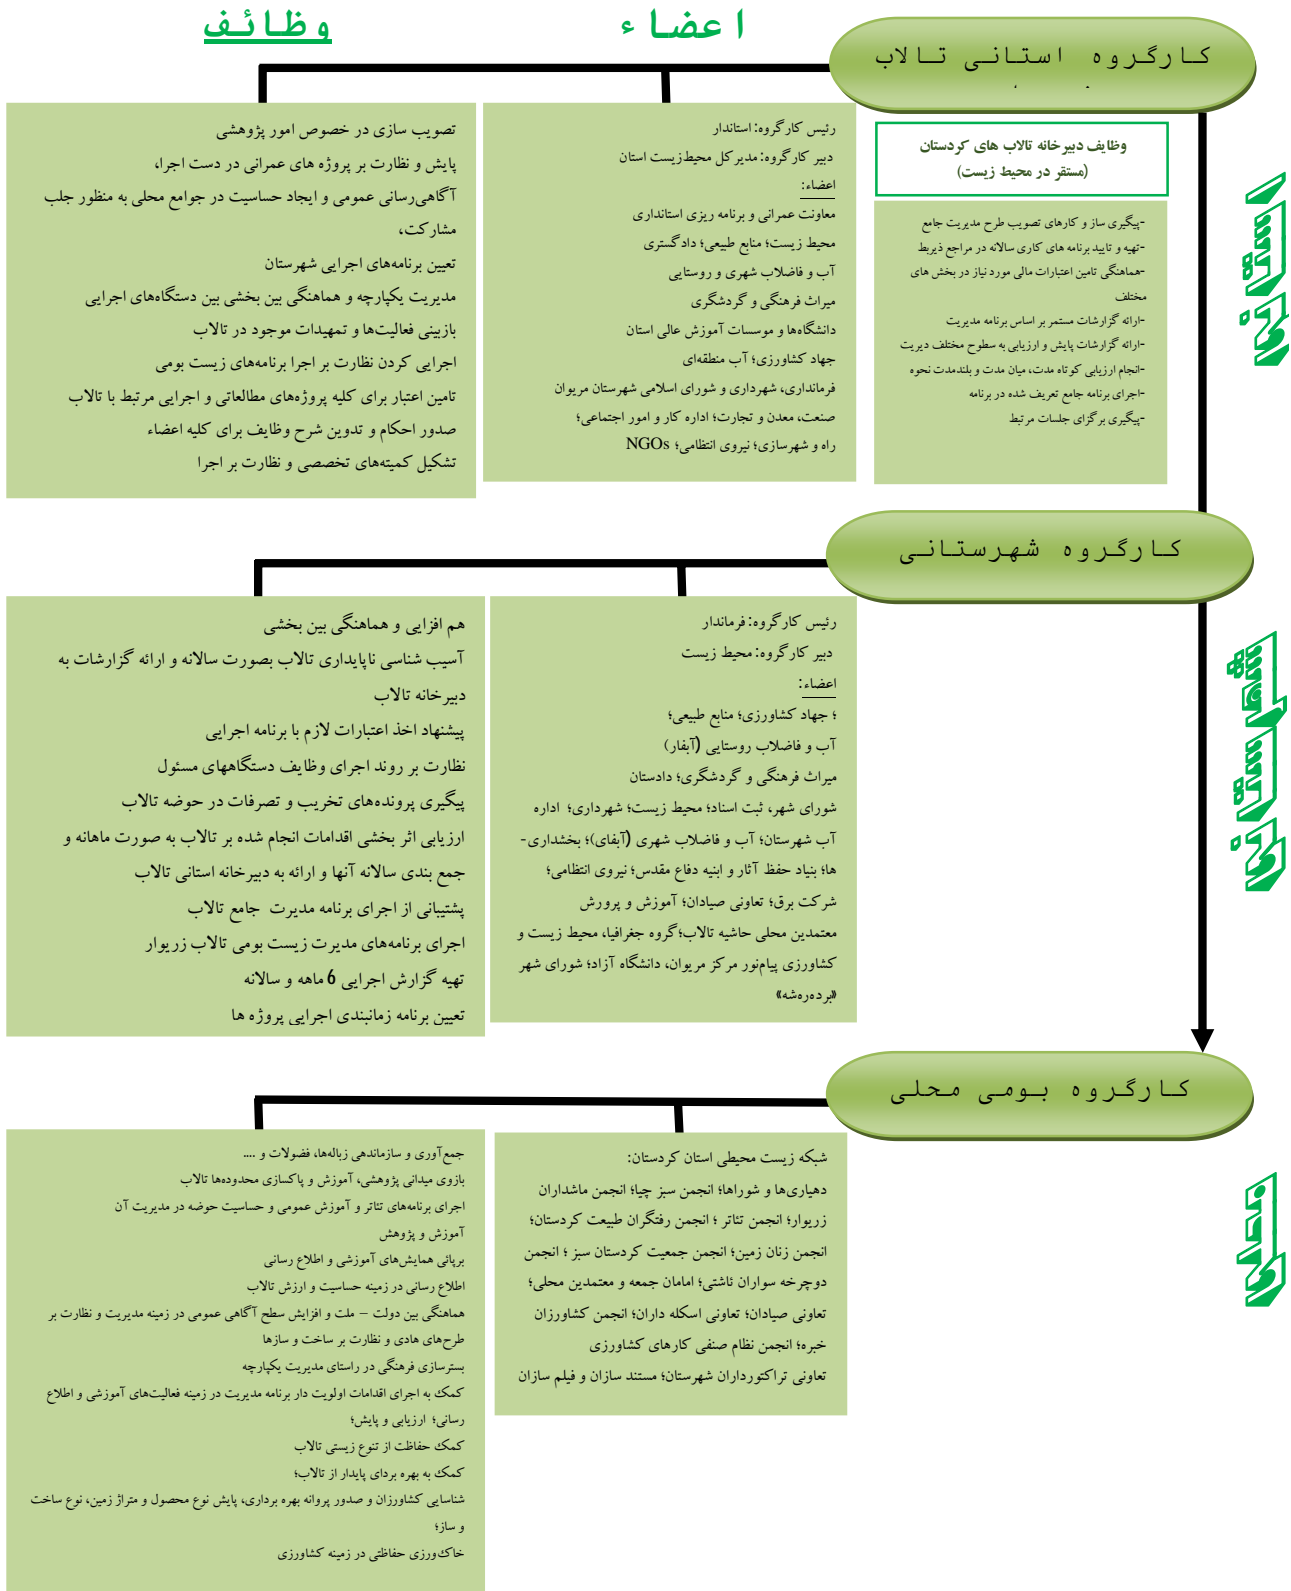 اعضاء
وظائف
کارگروه استانی تالاب
استانی
وظایف دبیرخانه تالاب های کردستان
(مستقر در محیط زیست)
-پیگیری ساز و کارهای تصویب طرح مدیریت جامع
-تهیه و تایید برنامه های کاری سالانه در مراجع ذیربط
-هماهنگی تامین اعتبارات مالی مورد نیاز در بخش های
مختلف
-ارائه گزارشات مستمر بر اساس برنامه مدیریت
-ارائه گزارشات پایش و ارزیابی به سطوح مختلف دیریت
-انجام ارزیابی کوتاه مدت، میان مدت و بلندمدت نحوه
-اجرای برنامه جامع تعریف شده در برنامه
-پیگیری برگزای جلسات مرتبط
رئیس کارگروه: استاندار
دبیر کارگروه: مدیرکل محیط‌زیست استان
اعضاء:
معاونت عمرانی و برنامه ریزی استانداری
محیط زیست؛ منابع طبیعی؛ دادگستری
آب و فاضلاب شهری و روستایی
میراث فرهنگی و گردشگری
دانشگاه‌ها و موسسات آموزش عالی استان
جهاد کشاورزی؛ آب منطقه‌ای
فرمانداری، شهرداری و شورای اسلامی شهرستان مریوان
صنعت، معدن و تجارت؛ اداره کار و امور اجتماعی؛
راه و شهرسازی؛ نیروی انتظامی؛ NGOs
تصویب سازی در خصوص امور پژوهشی
پایش و نظارت بر پروژه های عمرانی در دست اجرا،
آگاهی‌رسانی عمومی و ایجاد حساسیت در جوامع محلی به منظور جلب
مشارکت،
تعیین برنامه‌های اجرایی شهرستان
مدیریت یکپارچه و هماهنگی بین بخشی بین دستگاه‌های اجرایی
بازبینی فعالیت‌ها و تمهیدات موجود در تالاب
اجرایی کردن نظارت بر اجرا برنامه‌های زیست بومی
تامین اعتبار برای کلیه پروژه‌های مطالعاتی و اجرایی مرتبط با تالاب
صدور احکام و تدوین شرح وظایف برای کلیه اعضاء
تشکیل کمیته‌های تخصصی و نظارت بر اجرا
کارگروه شهرستانی
شهرستانی
رئیس کارگروه: فرماندار
دبیر کارگروه: محیط زیست
اعضاء:
؛ جهاد کشاورزی؛ منابع طبیعی؛
آب و فاضلاب روستایی (آبفار)
میراث فرهنگی و گردشگری؛ دادستان
شورای شهر، ثبت اسناد؛ محیط زیست؛ شهرداری؛ اداره
آب شهرستان؛ آب و فاضلاب شهری (آبفای)؛ بخشداری-
ها؛ بنیاد حفظ آثار و ابنیه دفاع مقدس؛ نیروی انتظامی؛
شرکت برق؛ تعاونی صیادان؛ آموزش و پرورش
معتمدین محلی حاشیه تالاب؛گروه جغرافیا، محیط زیست و
کشاورزی پیام‌نور مرکز مریوان، دانشگاه آزاد؛ شورای شهر
«برده‌ره‌شه»
هم افزایی و هماهنگی بین بخشی
آسیب شناسی ناپایداری تالاب بصورت سالانه و ارائه گزارشات به
دبیرخانه تالاب
پیشنهاد اخذ اعتبارات لازم با برنامه اجرایی
نظارت بر روند اجرای وظایف دستگاههای مسئول
پیگیری پرونده‌های تخریب و تصرفات در حوضه تالاب
ارزیابی اثر بخشی اقدامات انجام شده بر تالاب به صورت ماهانه و
جمع بندی سالانه آنها و ارائه به دبیرخانه استانی تالاب
پشتیبانی از اجرای برنامه مدیرت جامع تالاب
اجرای برنامه‌های مدیرت زیست بومی تالاب زریوار
تهیه گزارش اجرایی 6 ماهه و سالانه
تعیین برنامه زمانبندی اجرایی پروژه ها
کارگروه بومی محلی
محلی
شبکه زیست محیطی استان کردستان:
دهیاری‌ها و شوراها؛ انجمن سبز چیا؛ انجمن ماشداران
زریوار؛ انجمن تئاتر ؛ انجمن رفتگران طبیعت کردستان؛
انجمن زنان زمین؛ انجمن جمعیت کردستان سبز ؛ انجمن
دوچرخه سواران ئاشتی؛ امامان جمعه و معتمدین محلی؛
تعاونی صیادان؛ تعاونی اسکله داران؛ انجمن کشاورزان
خبره؛ انجمن نظام صنفی کارهای کشاورزی
تعاونی تراکتورداران شهرستان؛ مستند سازان و فیلم سازان
جمع‌آوری و سازماندهی زباله‌ها، فضولات و ....
بازوی میدانی پژوهشی، آموزش و پاکسازی محدوده‌ها تالاب
اجرای برنامه‌های تئاتر و آموزش عمومی و حساسیت حوضه در مدیریت آن
آموزش و پژوهش
برپائی همایش‌های آموزشی و اطلاع رسانی
اطلاع رسانی در زمینه حساسیت و ارزش تالاب
هماهنگی بین دولت – ملت و افزایش سطح آگاهی عمومی در زمینه مدیریت و نظارت بر
طرح‌های هادی و نظارت بر ساخت و سازها
بسترسازی فرهنگی در راستای مدیریت یکپارچه
کمک به اجرای اقدامات اولویت دار برنامه مدیریت در زمینه فعالیت‌های آموزشی و اطلاع
رسانی؛ ارزیابی و پایش؛
کمک حفاظت از تنوع زیستی تالاب
کمک به بهره بردای پایدار از تالاب؛
شناسایی کشاورزان و صدور پروانه بهره برداری، پایش نوع محصول و متراژ زمین، نوع ساخت
و ساز؛
خاک‌ورزی حفاظتی در زمینه کشاورزی